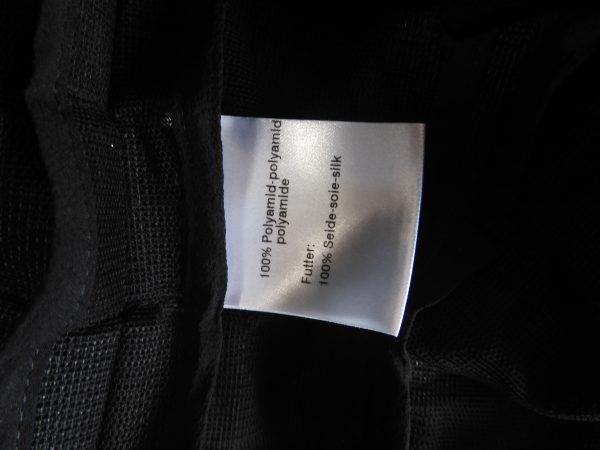 100% Polyamid-polyamid
polyamide
Futter:
100% Seide-soie-silk